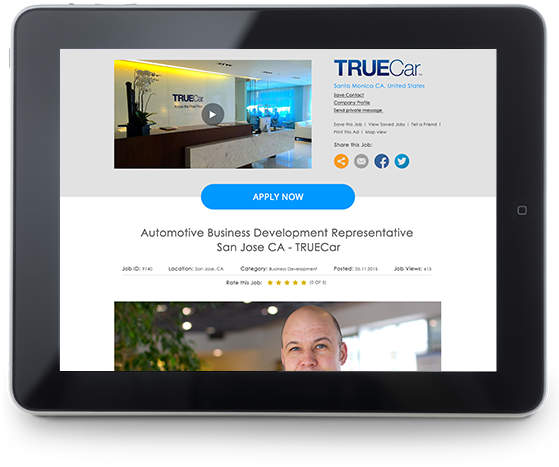 TRUECar
TRUECar
Santa Monica CA, United States
Save Contact
Company Profile
Send private message
Save this Job | View Saved Jobs | Tell a Friend |
Print this Ad | Map view
Share this Job:
APPLY NOW
Automotive Business Development Representative
San Jose CA - TRUECar
Job ID: 9140 Location: San Jose, CA Category: Business Development Posted: 03.11.2015 Job Views: 613
Rate this Job: (0 OF 5)